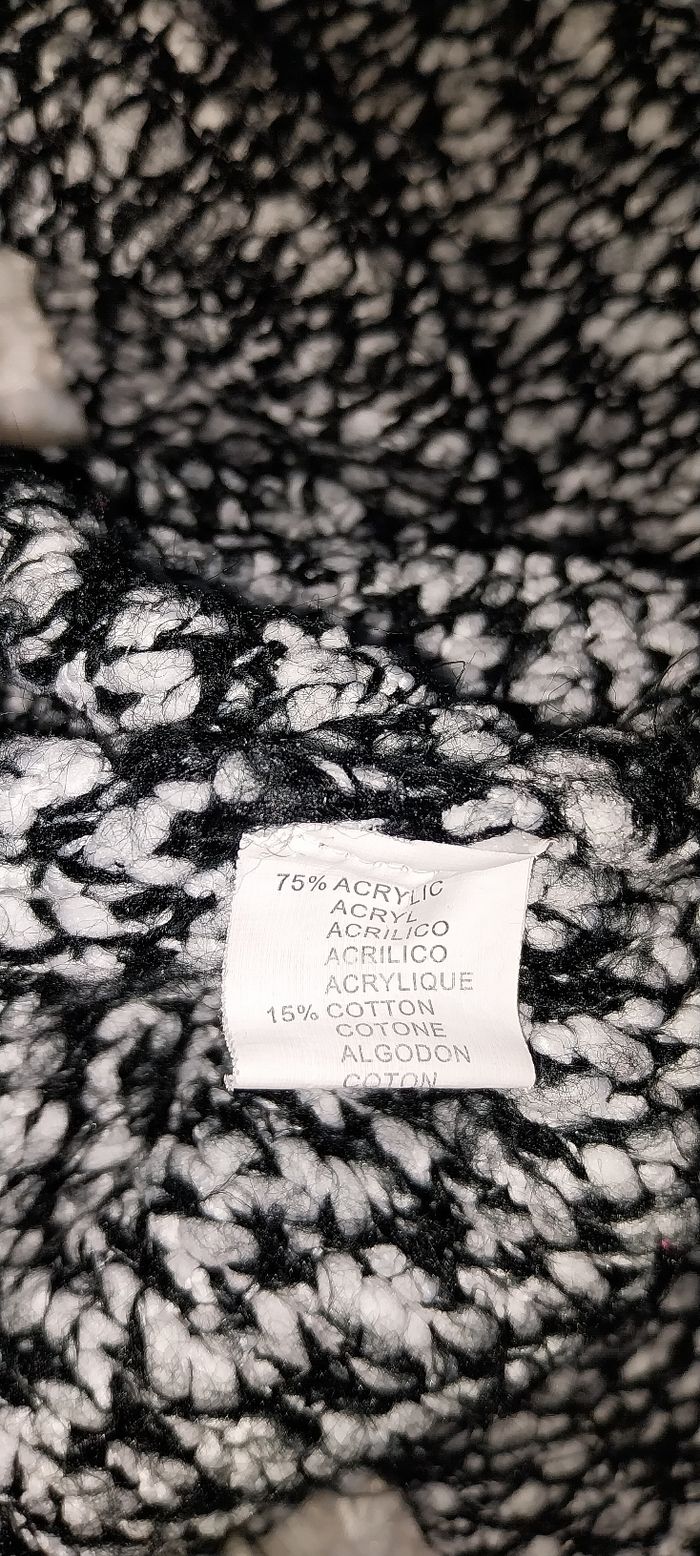 75% ACRYLIC
ACRYL
ACRILICO
ACRILICO
ACRYLIQUE
15% COTTON
COTONE
ALGODON
COTON